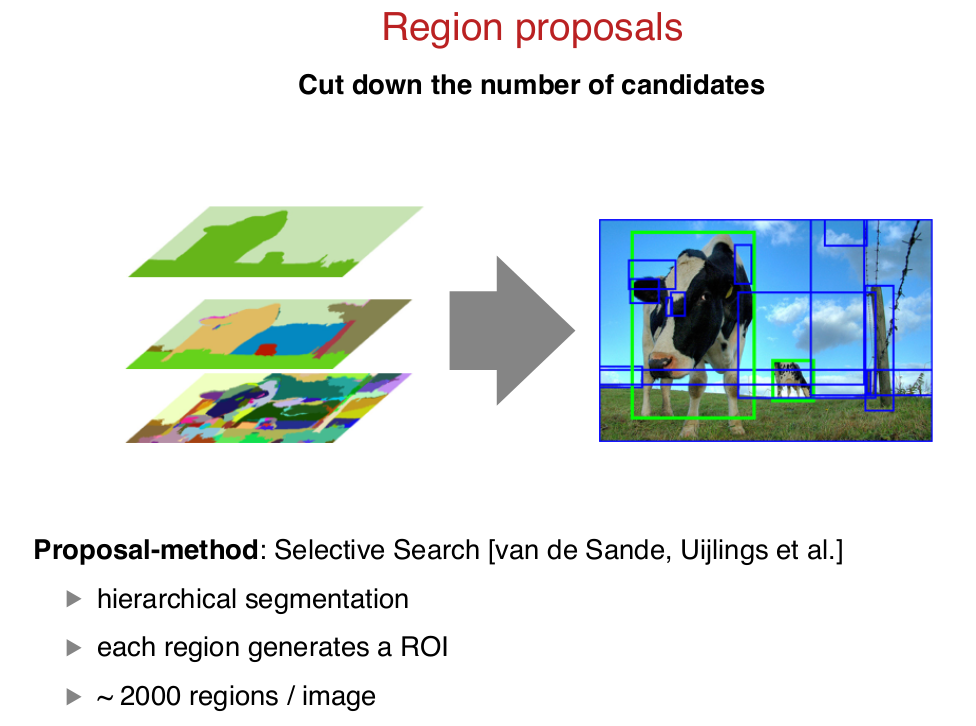 Region proposals
Cut down the number of candidates
Proposal-method: Selective Search [van de Sande, Uijlings et al.]
▶ hierarchical segmentation
▶ each region generates a ROI
▶ ~ 2000 regions / image